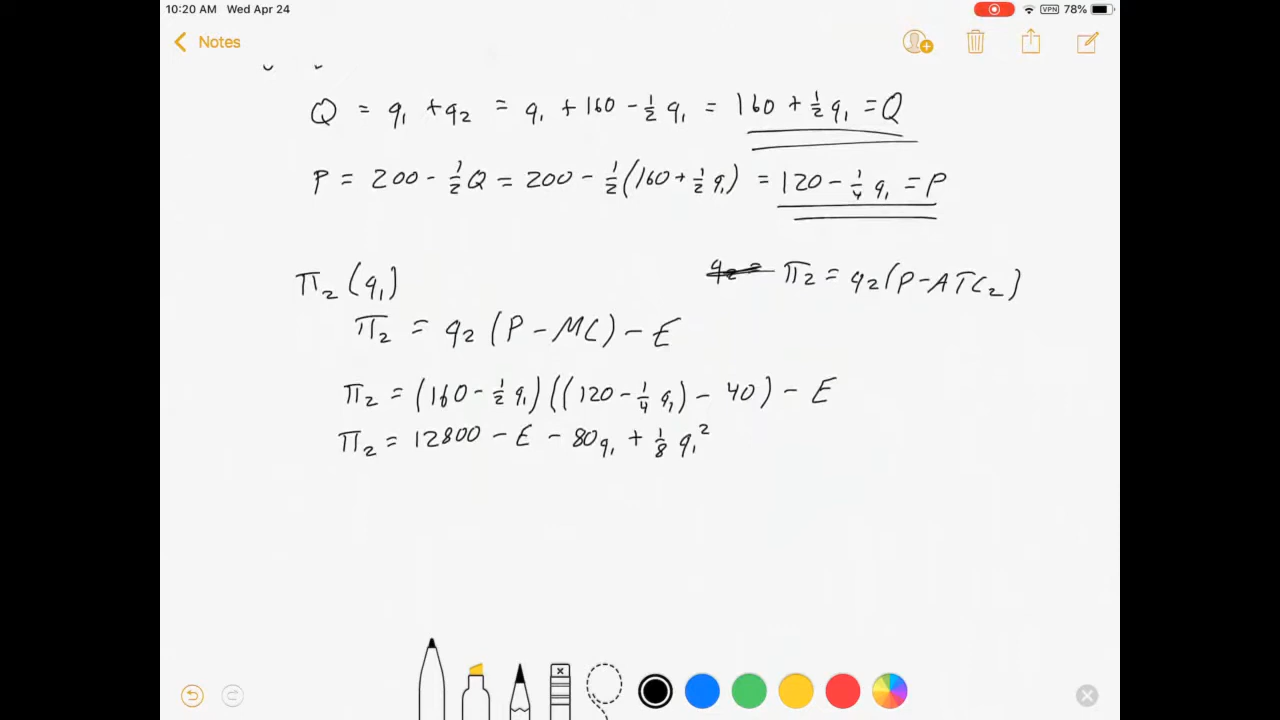 10:20 AM Wed Apr 24
VPN 78%
Notes
Q = q₁ + q₂ = q₁ + 160 - ½ q₁ = 160 + ½ q₁ = Q
P = 200 - ½Q = 200 - ½(160 + ½ q₁) = 120 - ¼ q₁ = P
π₂(q₁)
π₂ = q₂(P - ATC₂)
π₂ = q₂(P - MC) - E
π₂ = (160 - ½ q₁)((120 - ¼ q₁) - 40) - E
π₂ = 12800 - E - 80q₁ + ⅛ q₁²